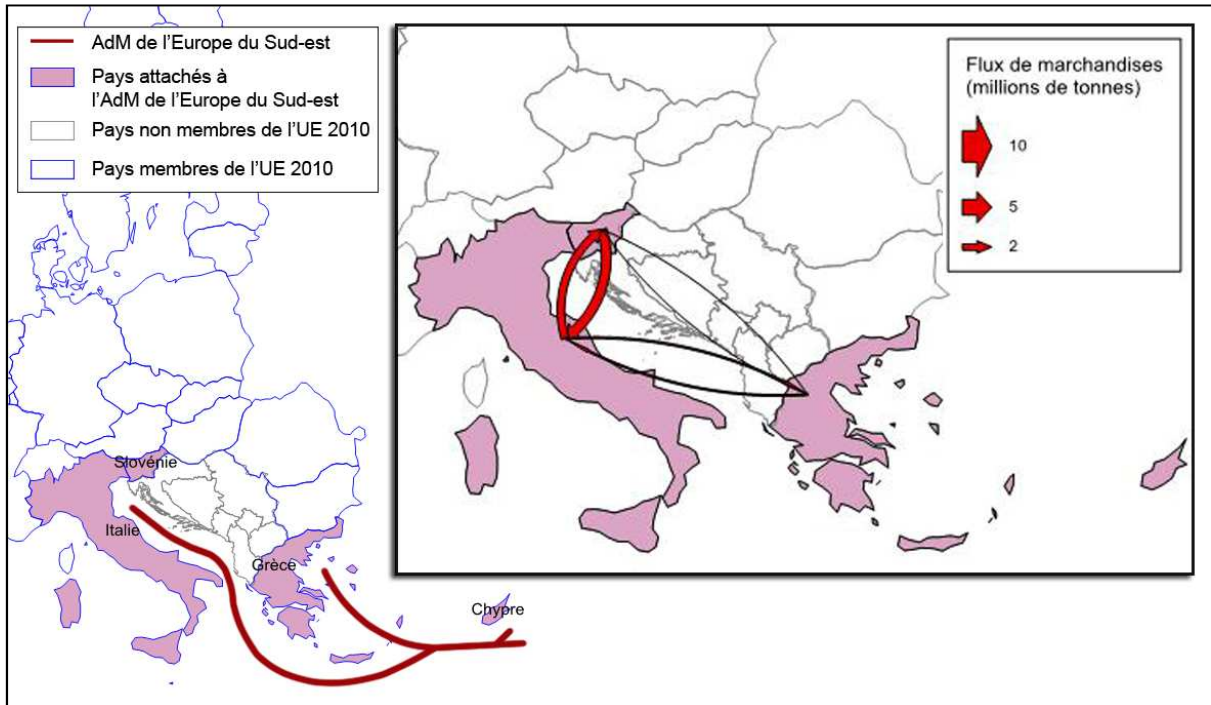 AdM de l'Europe du Sud-est
Pays attachés à
l'AdM de l'Europe du Sud-est
Pays non membres de l'UE 2010
Pays membres de l'UE 2010
Flux de marchandises
(millions de tonnes)
10
5
2
Slovénie
Italie
Grèce
Chypre